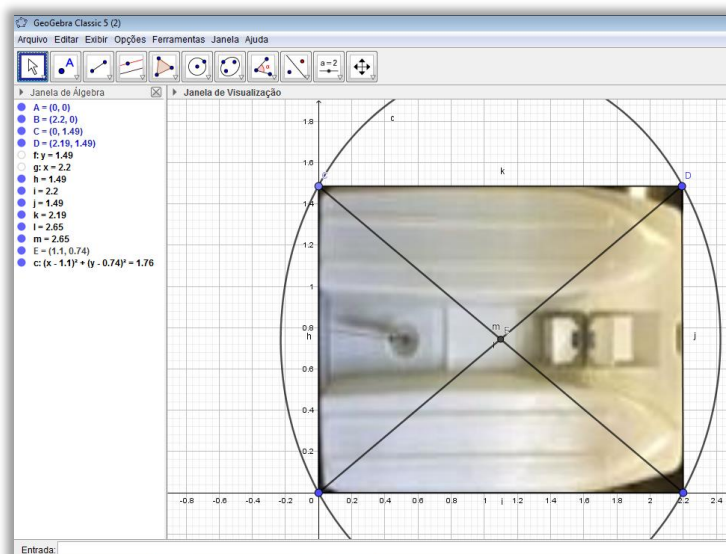 GeoGebra Classic 5 (2)
Arquivo Editar Exibir Opções Ferramentas Janela Ajuda
A
a=2
Janela de Álgebra
Janela de Visualização
A = (0, 0)
B = (2.2, 0)
C = (0, 1.49)
D = (2.19, 1.49)
f: y = 1.49
g: x = 2.2
h = 1.49
i = 2.2
j = 1.49
k = 2.19
l = 2.65
m = 2.65
E = (1.1, 0.74)
c: (x - 1.1)² + (y - 0.74)² = 1.76
c
1.8
1.6
k
D
1.4
1.2
1
0.8
h
m
E
j
0.6
0.4
0.2
-0.8 -0.6 -0.4 -0.2 0 0.2 0.4 0.6 0.8 1 i 1.2 1.4 1.6 1.8 2 2.2 2.4
Entrada: